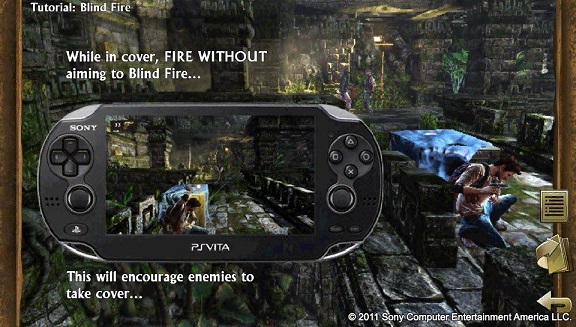 Tutorial: Blind Fire
While in cover, FIRE WITHOUT
aiming to Blind Fire...
SONY
PSVITA
This will encourage enemies to
take cover...
© 2011 Sony Computer Entertainment America LLC.